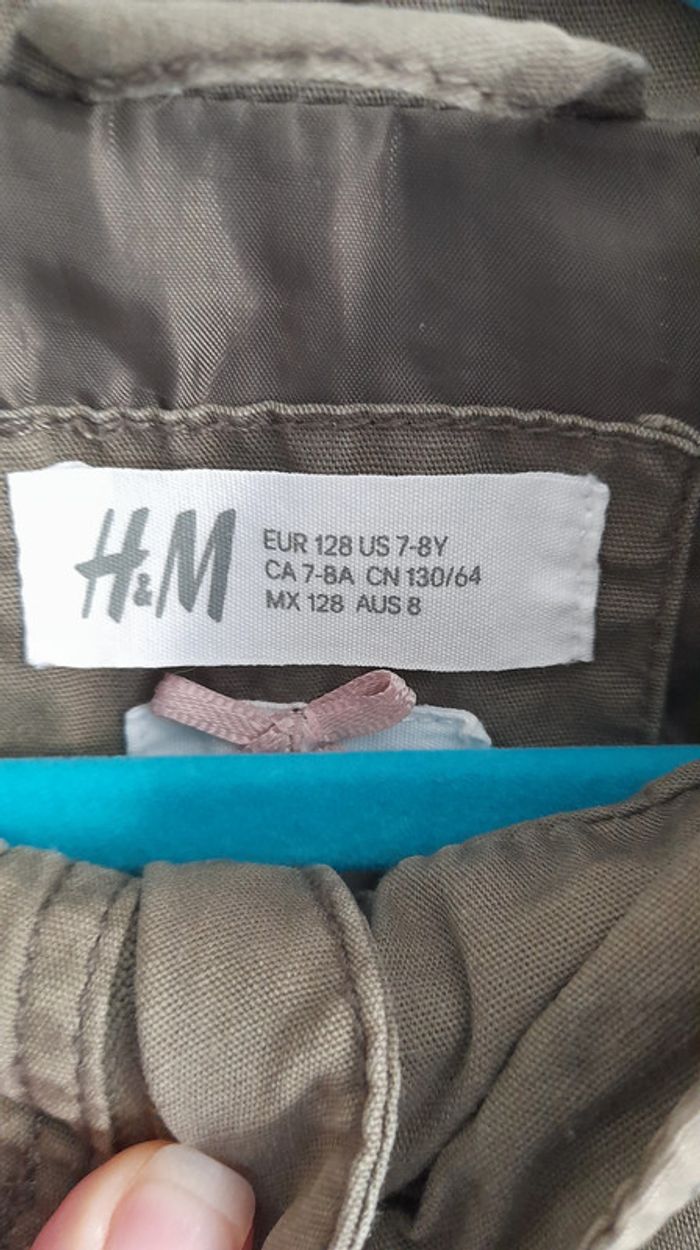 H&M
EUR 128 US 7-8Y
CA 7-8A CN 130/64
MX 128 AUS 8